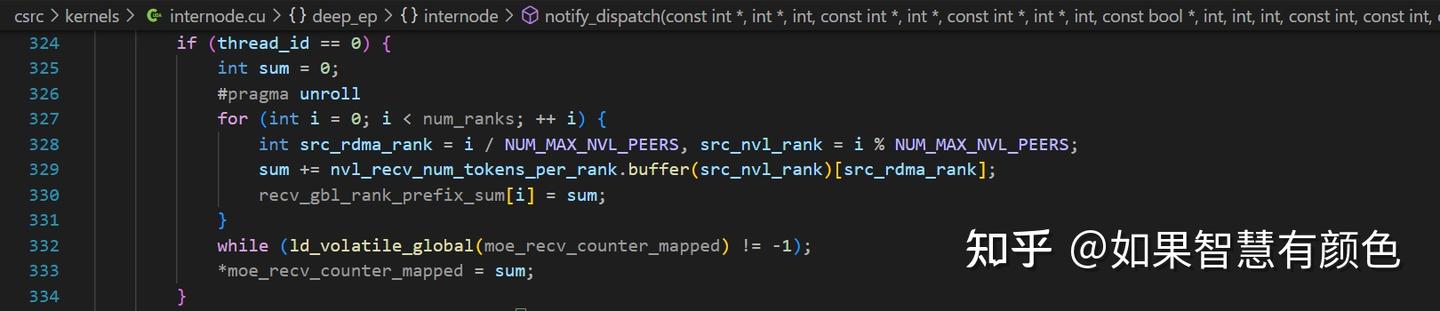 csrc > kernels > internode.cu > {} deep_ep > {} internode > notify_dispatch(const int *, int *, int, const int *, int *, const int *, int *, int, const bool *, int, int, int, const int, const int,
324 if (thread_id == 0) {
325 int sum = 0;
326 #pragma unroll
327 for (int i = 0; i < num_ranks; ++ i) {
328 int src_rdma_rank = i / NUM_MAX_NVL_PEERS, src_nvl_rank = i % NUM_MAX_NVL_PEERS;
329 sum += nvl_recv_num_tokens_per_rank.buffer(src_nvl_rank)[src_rdma_rank];
330 recv_gbl_rank_prefix_sum[i] = sum;
331 }
332 while (ld_volatile_global(moe_recv_counter_mapped) != -1);
333 *moe_recv_counter_mapped = sum;
334 }
知乎 @如果智慧有颜色